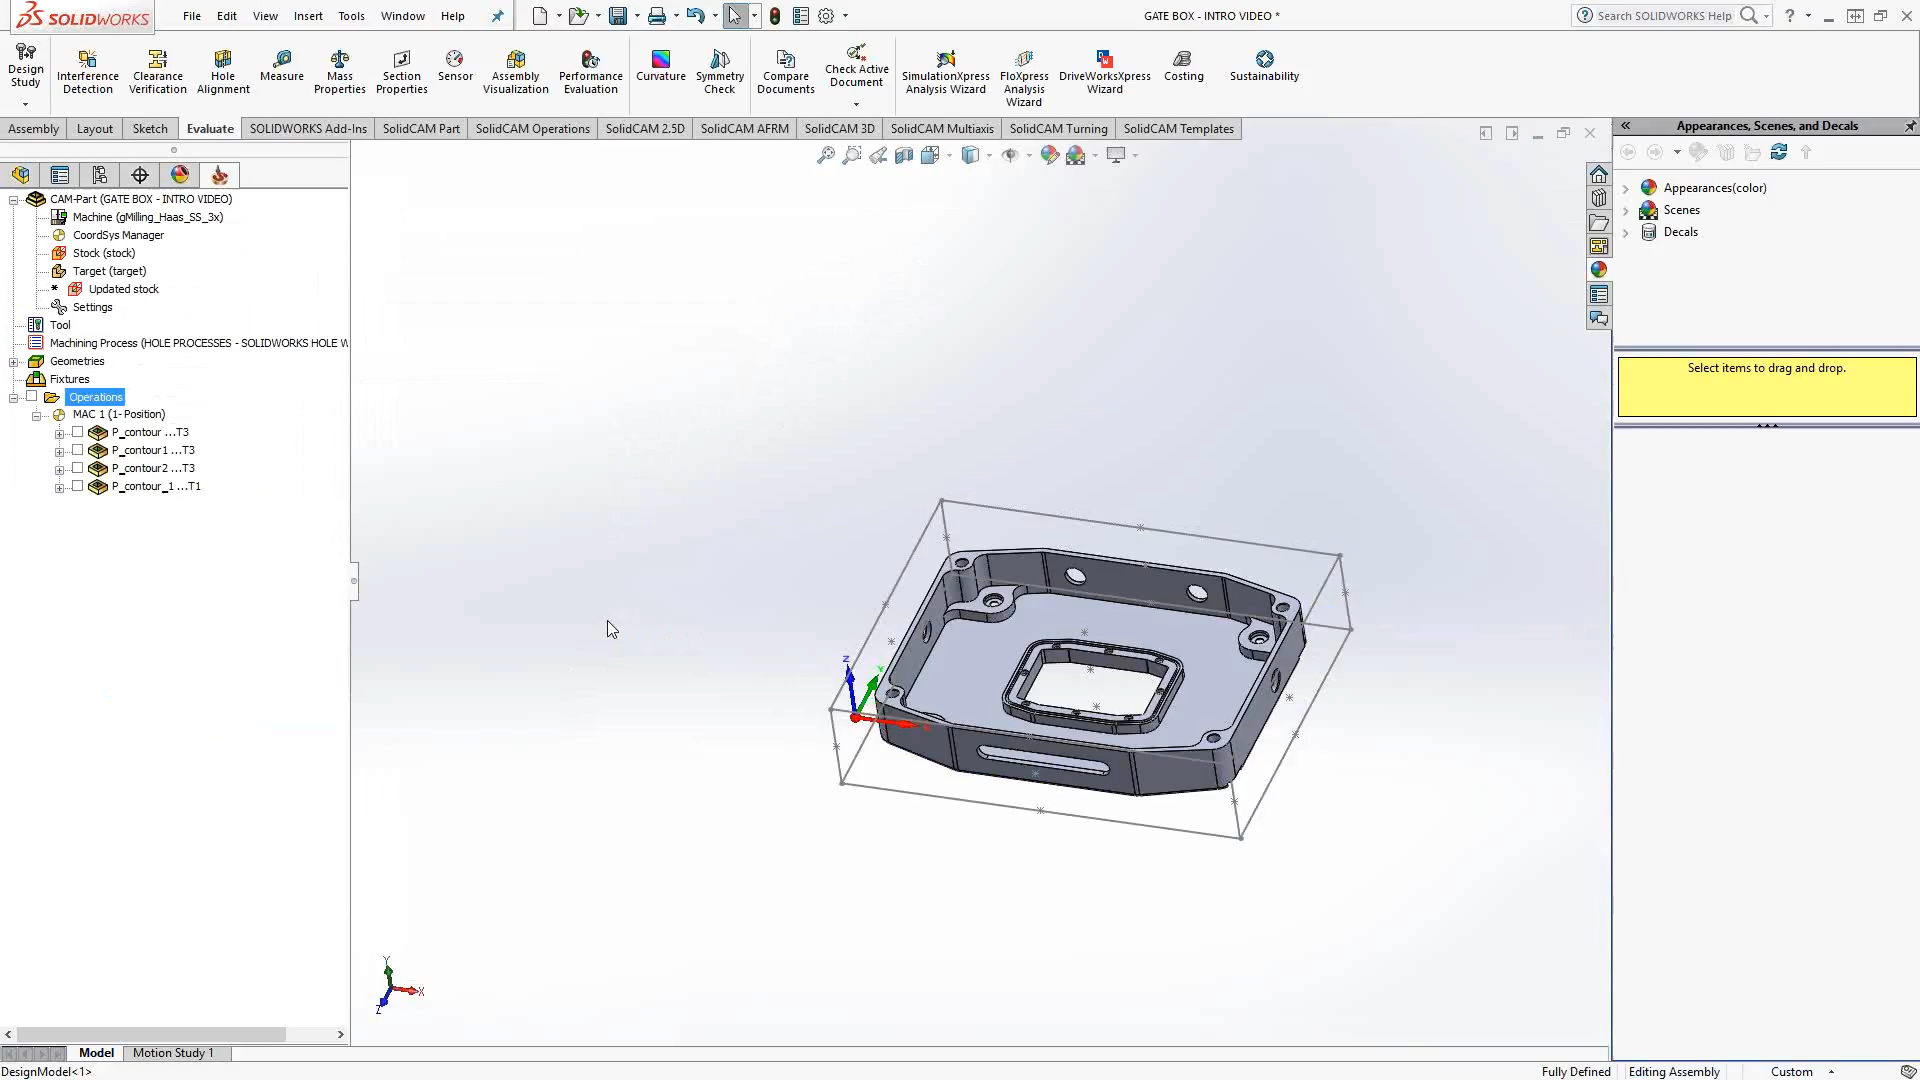 SOLIDWORKS
File Edit View Insert Tools Window Help
GATE BOX - INTRO VIDEO *
Search SOLIDWORKS Help
Design Study
Interference Detection
Clearance Verification
Hole Alignment
Measure
Mass Properties
Section Properties
Sensor
Assembly Visualization
Performance Evaluation
Curvature
Symmetry Check
Compare Documents
Check Active Document
SimulationXpress Analysis Wizard
FloXpress Analysis Wizard
DriveWorksXpress Wizard
Costing
Sustainability
Assembly Layout Sketch Evaluate SOLIDWORKS Add-Ins SolidCAM Part SolidCAM Operations SolidCAM 2.5D SolidCAM AFRM SolidCAM 3D SolidCAM Multiaxis SolidCAM Turning SolidCAM Templates
Appearances, Scenes, and Decals
CAM-Part (GATE BOX - INTRO VIDEO)
Machine (gMilling_Haas_SS_3x)
CoordSys Manager
Stock (stock)
Target (target)
* Updated stock
Settings
Tool
Machining Process (HOLE PROCESSES - SOLIDWORKS HOLE W
Geometries
Fixtures
Operations
MAC 1 (1- Position)
P_contour ...T3
P_contour1 ...T3
P_contour2 ...T3
P_contour_1 ...T1
Appearances(color)
Scenes
Decals
Select items to drag and drop.
Z
Y
X
Y
X
Z
Model Motion Study 1
DesignModel<1>
Fully Defined Editing Assembly Custom